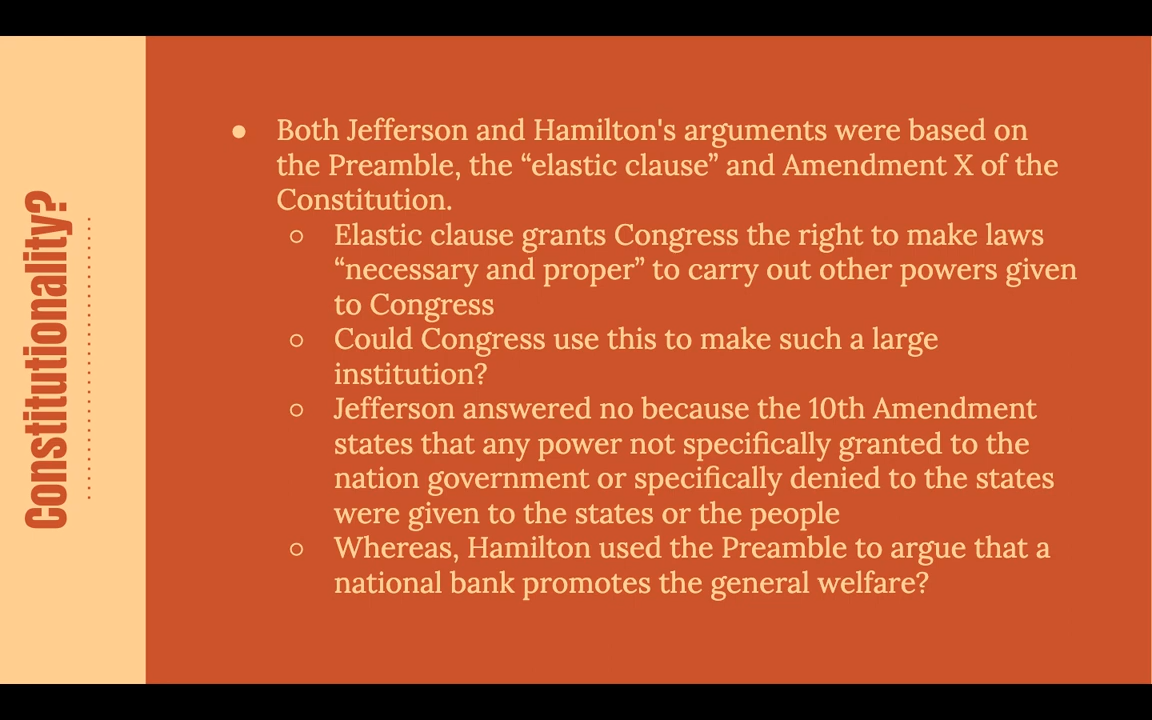 Constitutionality?
● Both Jefferson and Hamilton's arguments were based on
the Preamble, the “elastic clause” and Amendment X of the
Constitution.
○ Elastic clause grants Congress the right to make laws
“necessary and proper” to carry out other powers given
to Congress
○ Could Congress use this to make such a large
institution?
○ Jefferson answered no because the 10th Amendment
states that any power not specifically granted to the
nation government or specifically denied to the states
were given to the states or the people
○ Whereas, Hamilton used the Preamble to argue that a
national bank promotes the general welfare?